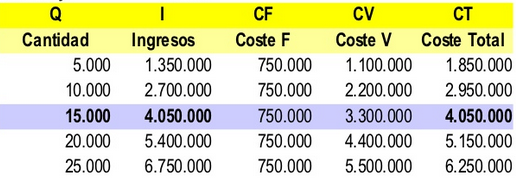 Q I CF CV CT
Cantidad Ingresos Coste F Coste V Coste Total
5.000 1.350.000 750.000 1.100.000 1.850.000
10.000 2.700.000 750.000 2.200.000 2.950.000
15.000 4.050.000 750.000 3.300.000 4.050.000
20.000 5.400.000 750.000 4.400.000 5.150.000
25.000 6.750.000 750.000 5.500.000 6.250.000